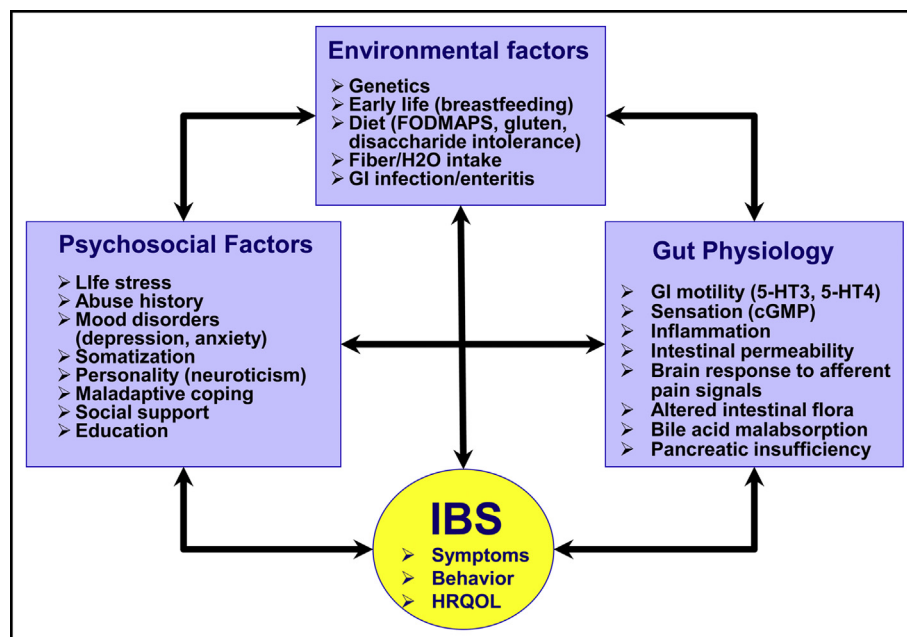 Environmental factors
➢ Genetics
➢ Early life (breastfeeding)
➢ Diet (FODMAPS, gluten,
disaccharide intolerance)
➢ Fiber/H2O intake
➢ GI infection/enteritis
Psychosocial Factors
➢ LIfe stress
➢ Abuse history
➢ Mood disorders
(depression, anxiety)
➢ Somatization
➢ Personality (neuroticism)
➢ Maladaptive coping
➢ Social support
➢ Education
Gut Physiology
➢ GI motility (5-HT3, 5-HT4)
➢ Sensation (cGMP)
➢ Inflammation
➢ Intestinal permeability
➢ Brain response to afferent
pain signals
➢ Altered intestinal flora
➢ Bile acid malabsorption
➢ Pancreatic insufficiency
IBS
➢ Symptoms
➢ Behavior
➢ HRQOL